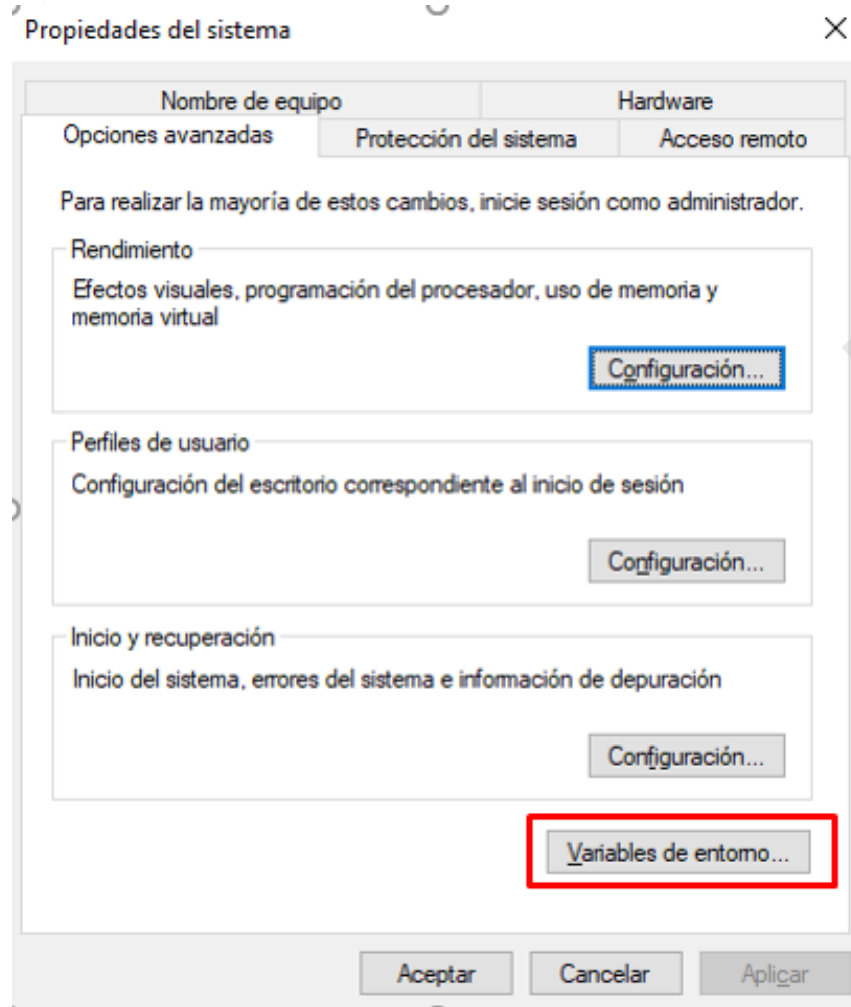 Propiedades del sistema
Nombre de equipo
Hardware
Opciones avanzadas
Protección del sistema
Acceso remoto
Para realizar la mayoría de estos cambios, inicie sesión como administrador.
Rendimiento
Efectos visuales, programación del procesador, uso de memoria y
memoria virtual
Configuración...
Perfiles de usuario
Configuración del escritorio correspondiente al inicio de sesión
Configuración...
Inicio y recuperación
Inicio del sistema, errores del sistema e información de depuración
Configuración...
Variables de entorno...
Aceptar
Cancelar
Aplicar